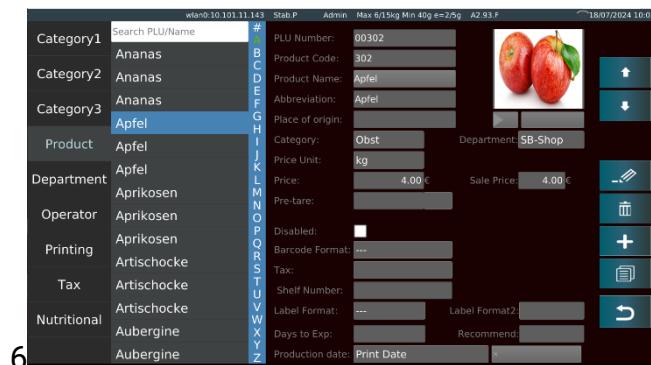 wlan0:10.101.11.143 Stab.P Admin Max 6/15kg Min 40g e=2/5g A2.93.F 18/07/2024 10:0
Category1
Category2
Category3
Product
Department
Operator
Printing
Tax
Nutritional
Search PLU/Name
Ananas
Ananas
Ananas
Apfel
Apfel
Apfel
Aprikosen
Aprikosen
Aprikosen
Artischocke
Artischocke
Artischocke
Aubergine
Aubergine
#
A
B
C
D
E
F
G
H
I
J
K
L
M
N
O
P
Q
R
S
T
U
V
W
X
Y
Z
PLU Number: 00302
Product Code: 302
Product Name: Apfel
Abbreviation: Apfel
Place of origin:
Category: Obst Department: SB-Shop
Price Unit: kg
Price: 4.00 € Sale Price: 4.00 €
Pre-tare:
Disabled:
Barcode Format: ---
Tax:
Shelf Number:
Label Format: --- Label Format2:
Days to Exp: Recommend:
Production date: Print Date
6